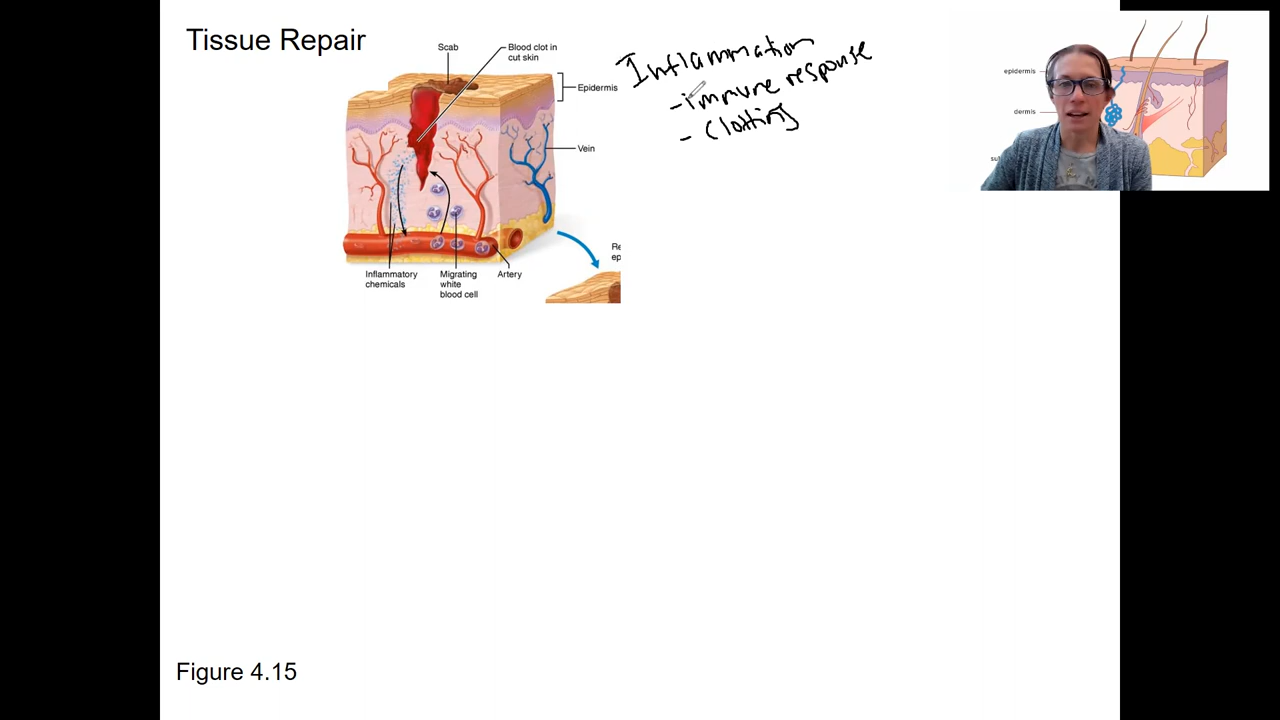 Tissue Repair
Scab
Blood clot in
cut skin
Epidermis
Vein
Inflammatory
chemicals
Migrating
white
blood cell
Artery
Inflammation
- immune response
- Clotting
epidermis
dermis
Figure 4.15